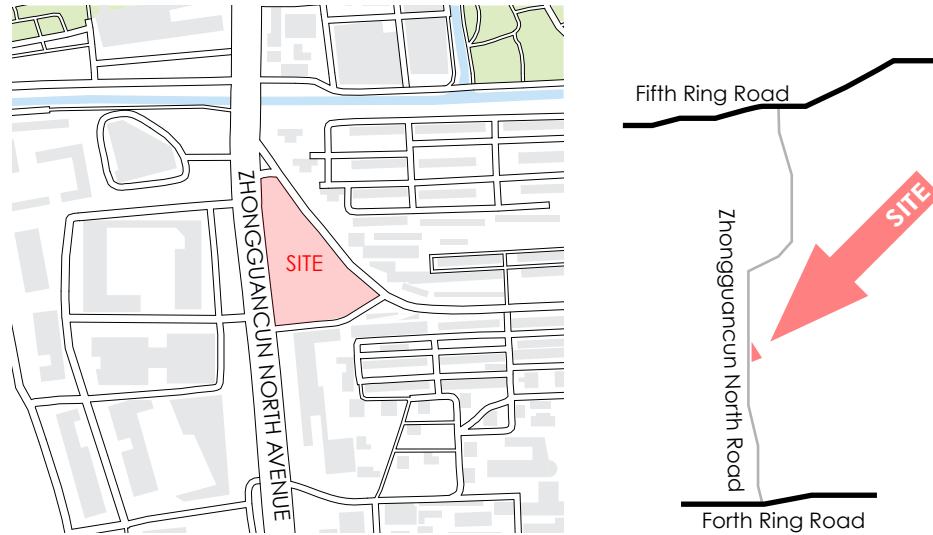 ZHONGGUANCUN NORTH AVENUE
SITE
Fifth Ring Road
SITE
Zhongguancun North Road
Forth Ring Road